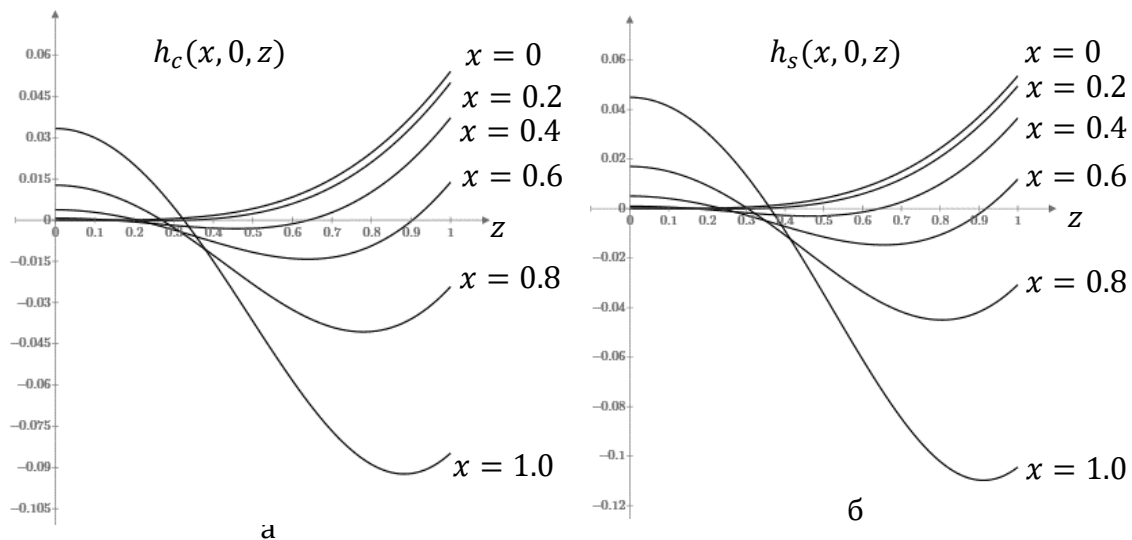 h_c(x, 0, z)
x = 0
x = 0.2
x = 0.4
x = 0.6
x = 0.8
x = 1.0
0.06
0.045
0.03
0.015
0
−0.015
−0.03
−0.045
−0.06
−0.075
−0.09
−0.105
0.1 0.2 0.3 0.4 0.5 0.6 0.7 0.8 0.9 1
z
а
h_s(x, 0, z)
x = 0
x = 0.2
x = 0.4
x = 0.6
x = 0.8
x = 1.0
0.06
0.04
0.02
0
−0.02
−0.04
−0.06
−0.08
−0.1
−0.12
0.1 0.2 0.3 0.4 0.5 0.6 0.7 0.8 0.9 1
z
б